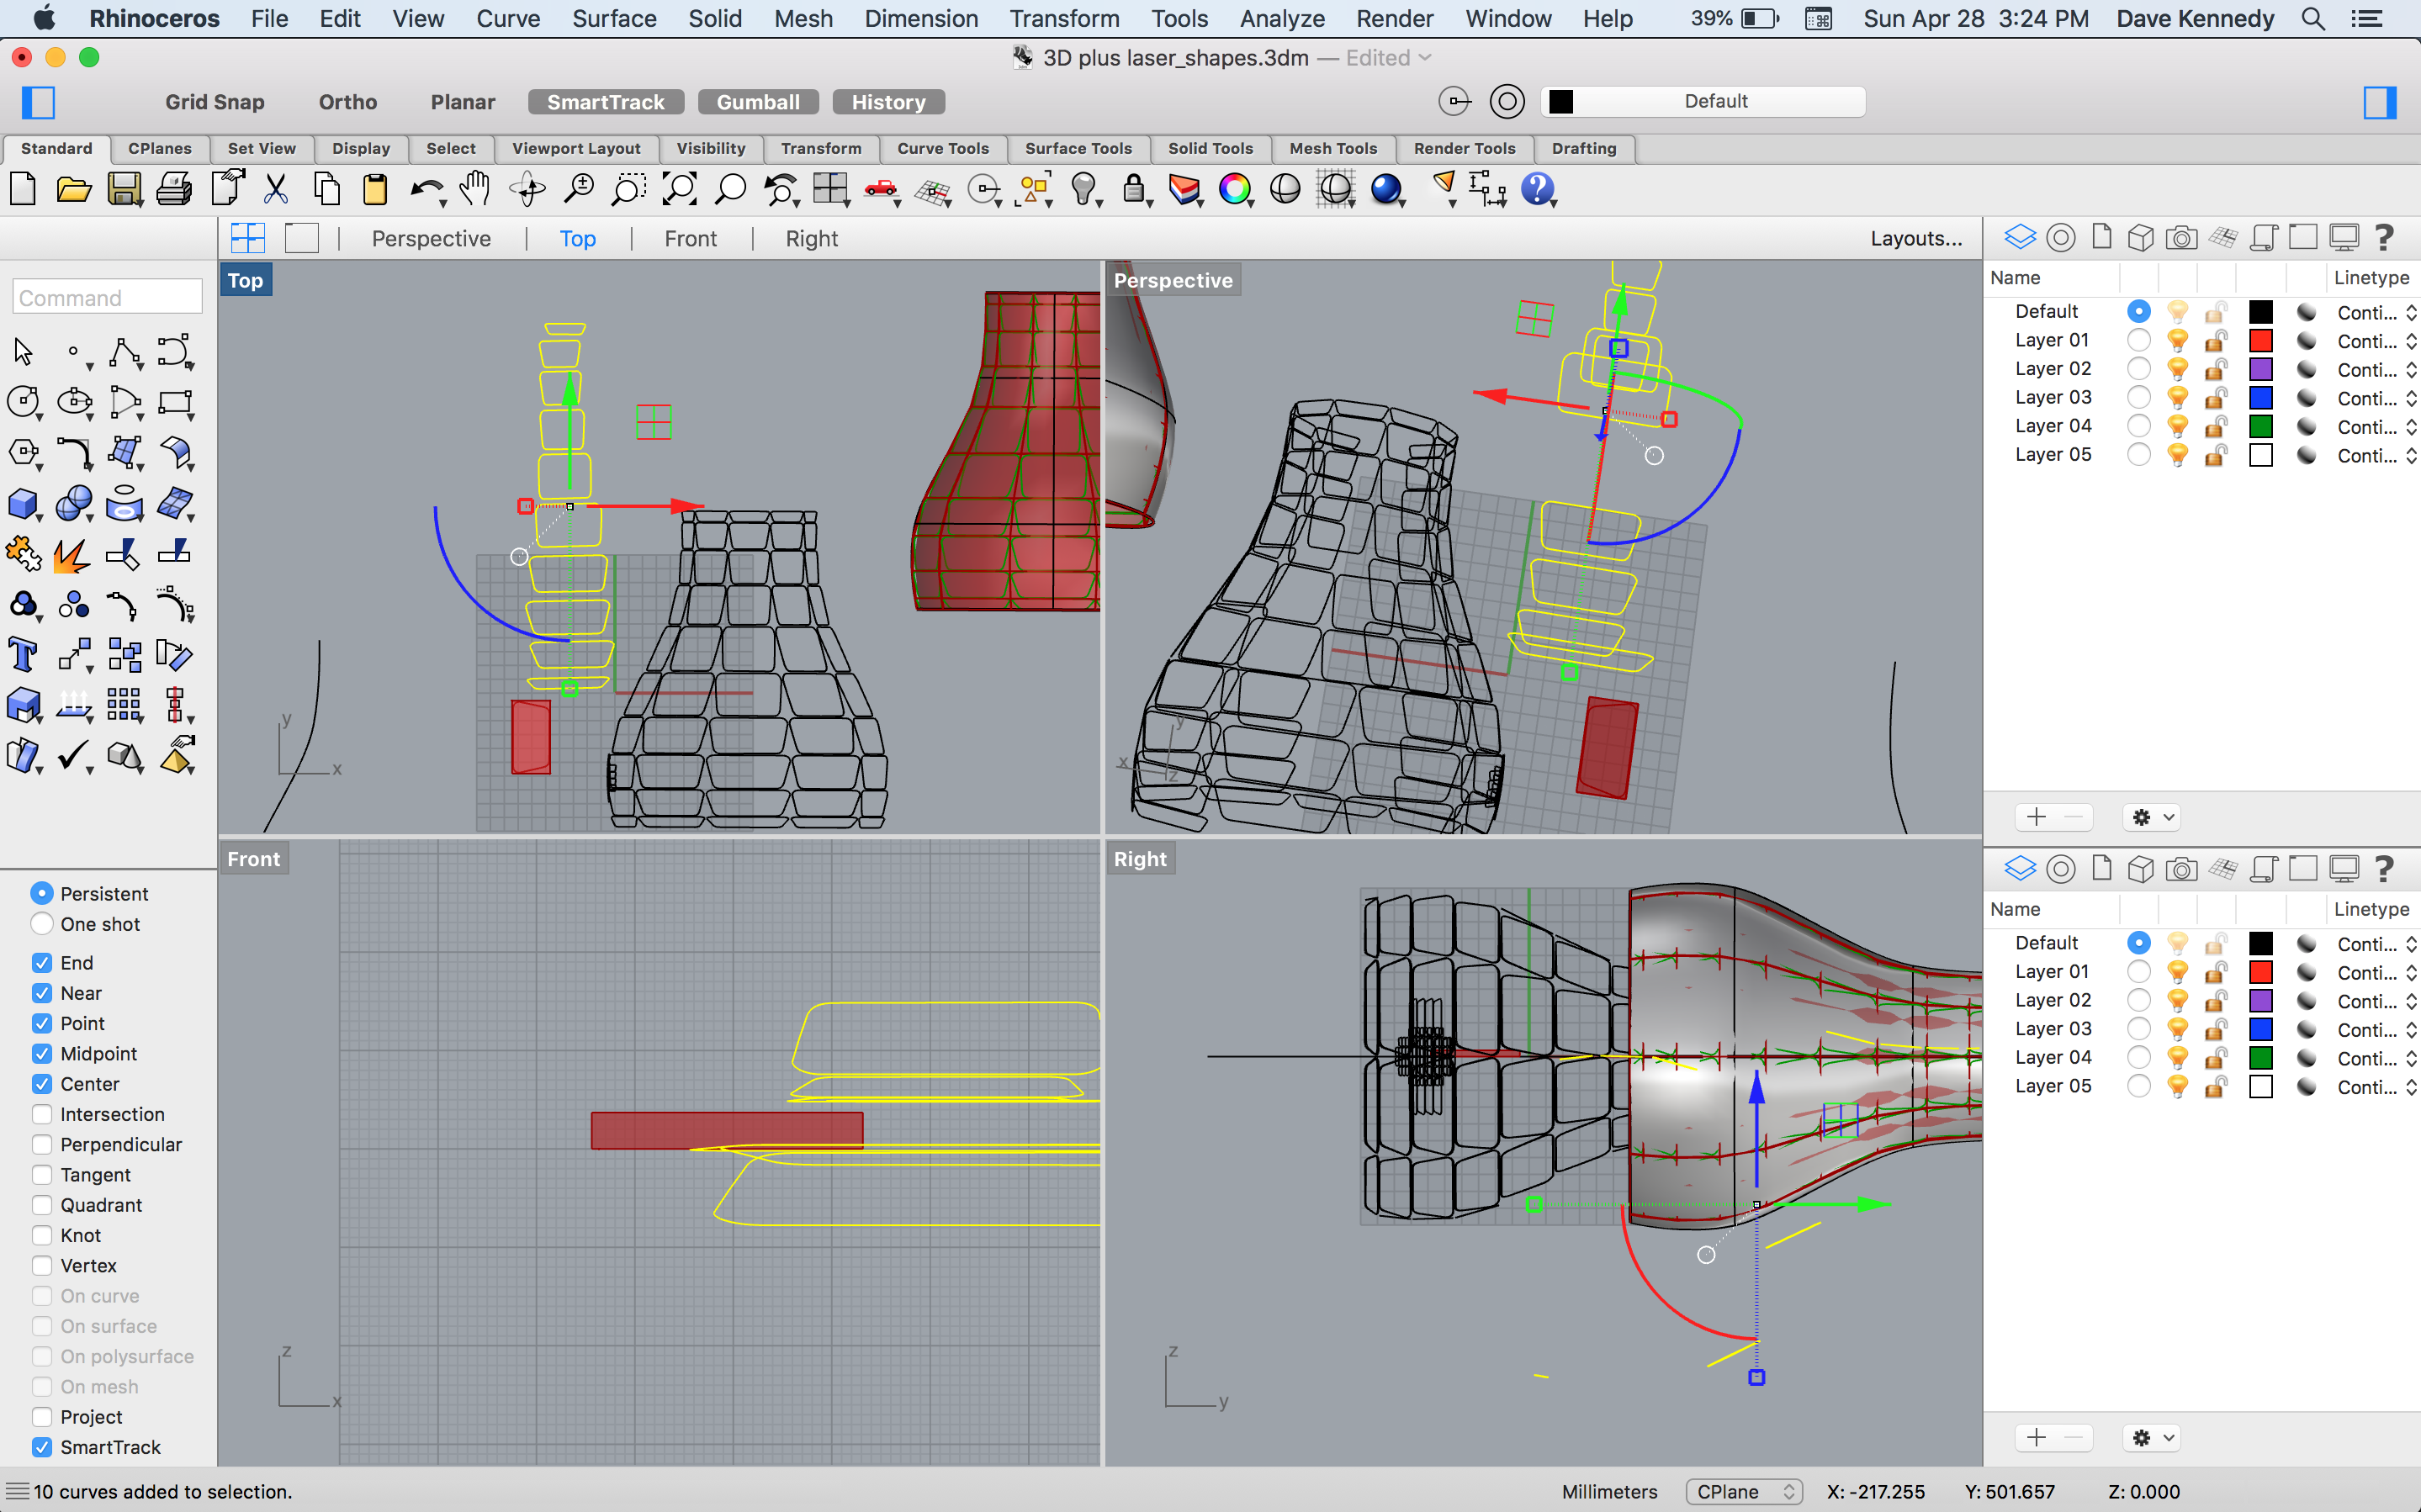 Rhinoceros File Edit View Curve Surface Solid Mesh Dimension Transform Tools Analyze Render Window Help 39% Sun Apr 28 3:24 PM Dave Kennedy
3D plus laser_shapes.3dm — Edited
Grid Snap Ortho Planar SmartTrack Gumball History Default
Standard CPlanes Set View Display Select Viewport Layout Visibility Transform Curve Tools Surface Tools Solid Tools Mesh Tools Render Tools Drafting
Perspective Top Front Right Layouts...
Command
Top
Perspective
Front
Right
y
x
y
x
z
z
x
z
y
Persistent
One shot
End
Near
Point
Midpoint
Center
Intersection
Perpendicular
Tangent
Quadrant
Knot
Vertex
On curve
On surface
On polysurface
On mesh
Project
SmartTrack
Name Linetype
Default Conti...
Layer 01 Conti...
Layer 02 Conti...
Layer 03 Conti...
Layer 04 Conti...
Layer 05 Conti...
Name Linetype
Default Conti...
Layer 01 Conti...
Layer 02 Conti...
Layer 03 Conti...
Layer 04 Conti...
Layer 05 Conti...
10 curves added to selection. Millimeters CPlane X: -217.255 Y: 501.657 Z: 0.000